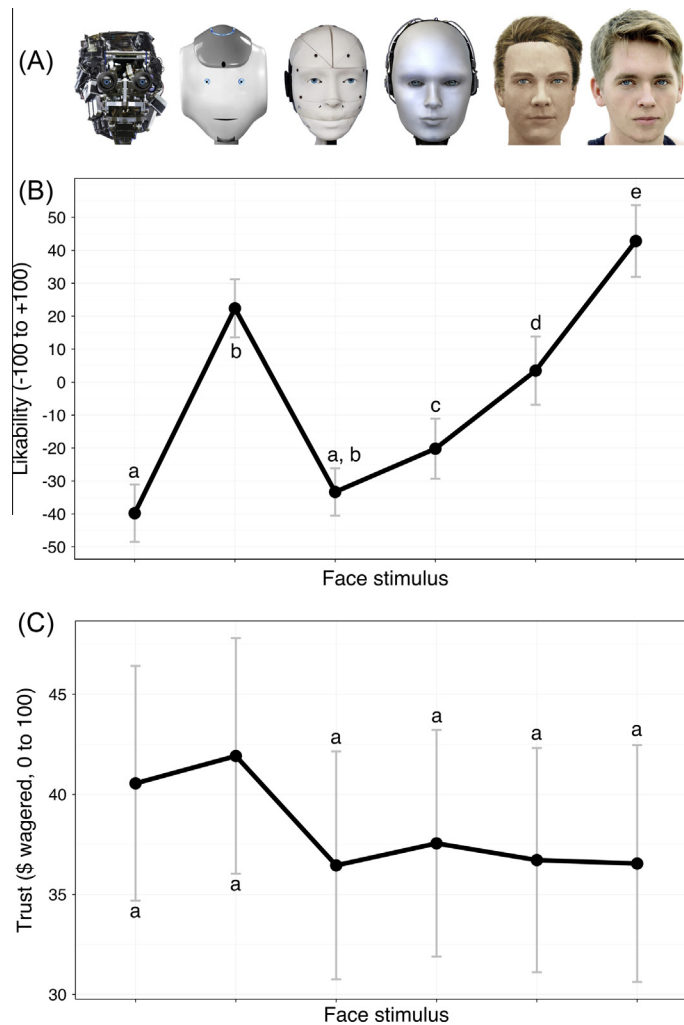 (A)
(B)
Likability (-100 to +100)
50
40
30
20
10
0
-10
-20
-30
-40
-50
a
b
a, b
c
d
e
Face stimulus
(C)
Trust ($ wagered, 0 to 100)
45
40
35
30
a
a
a
a
a
a
Face stimulus